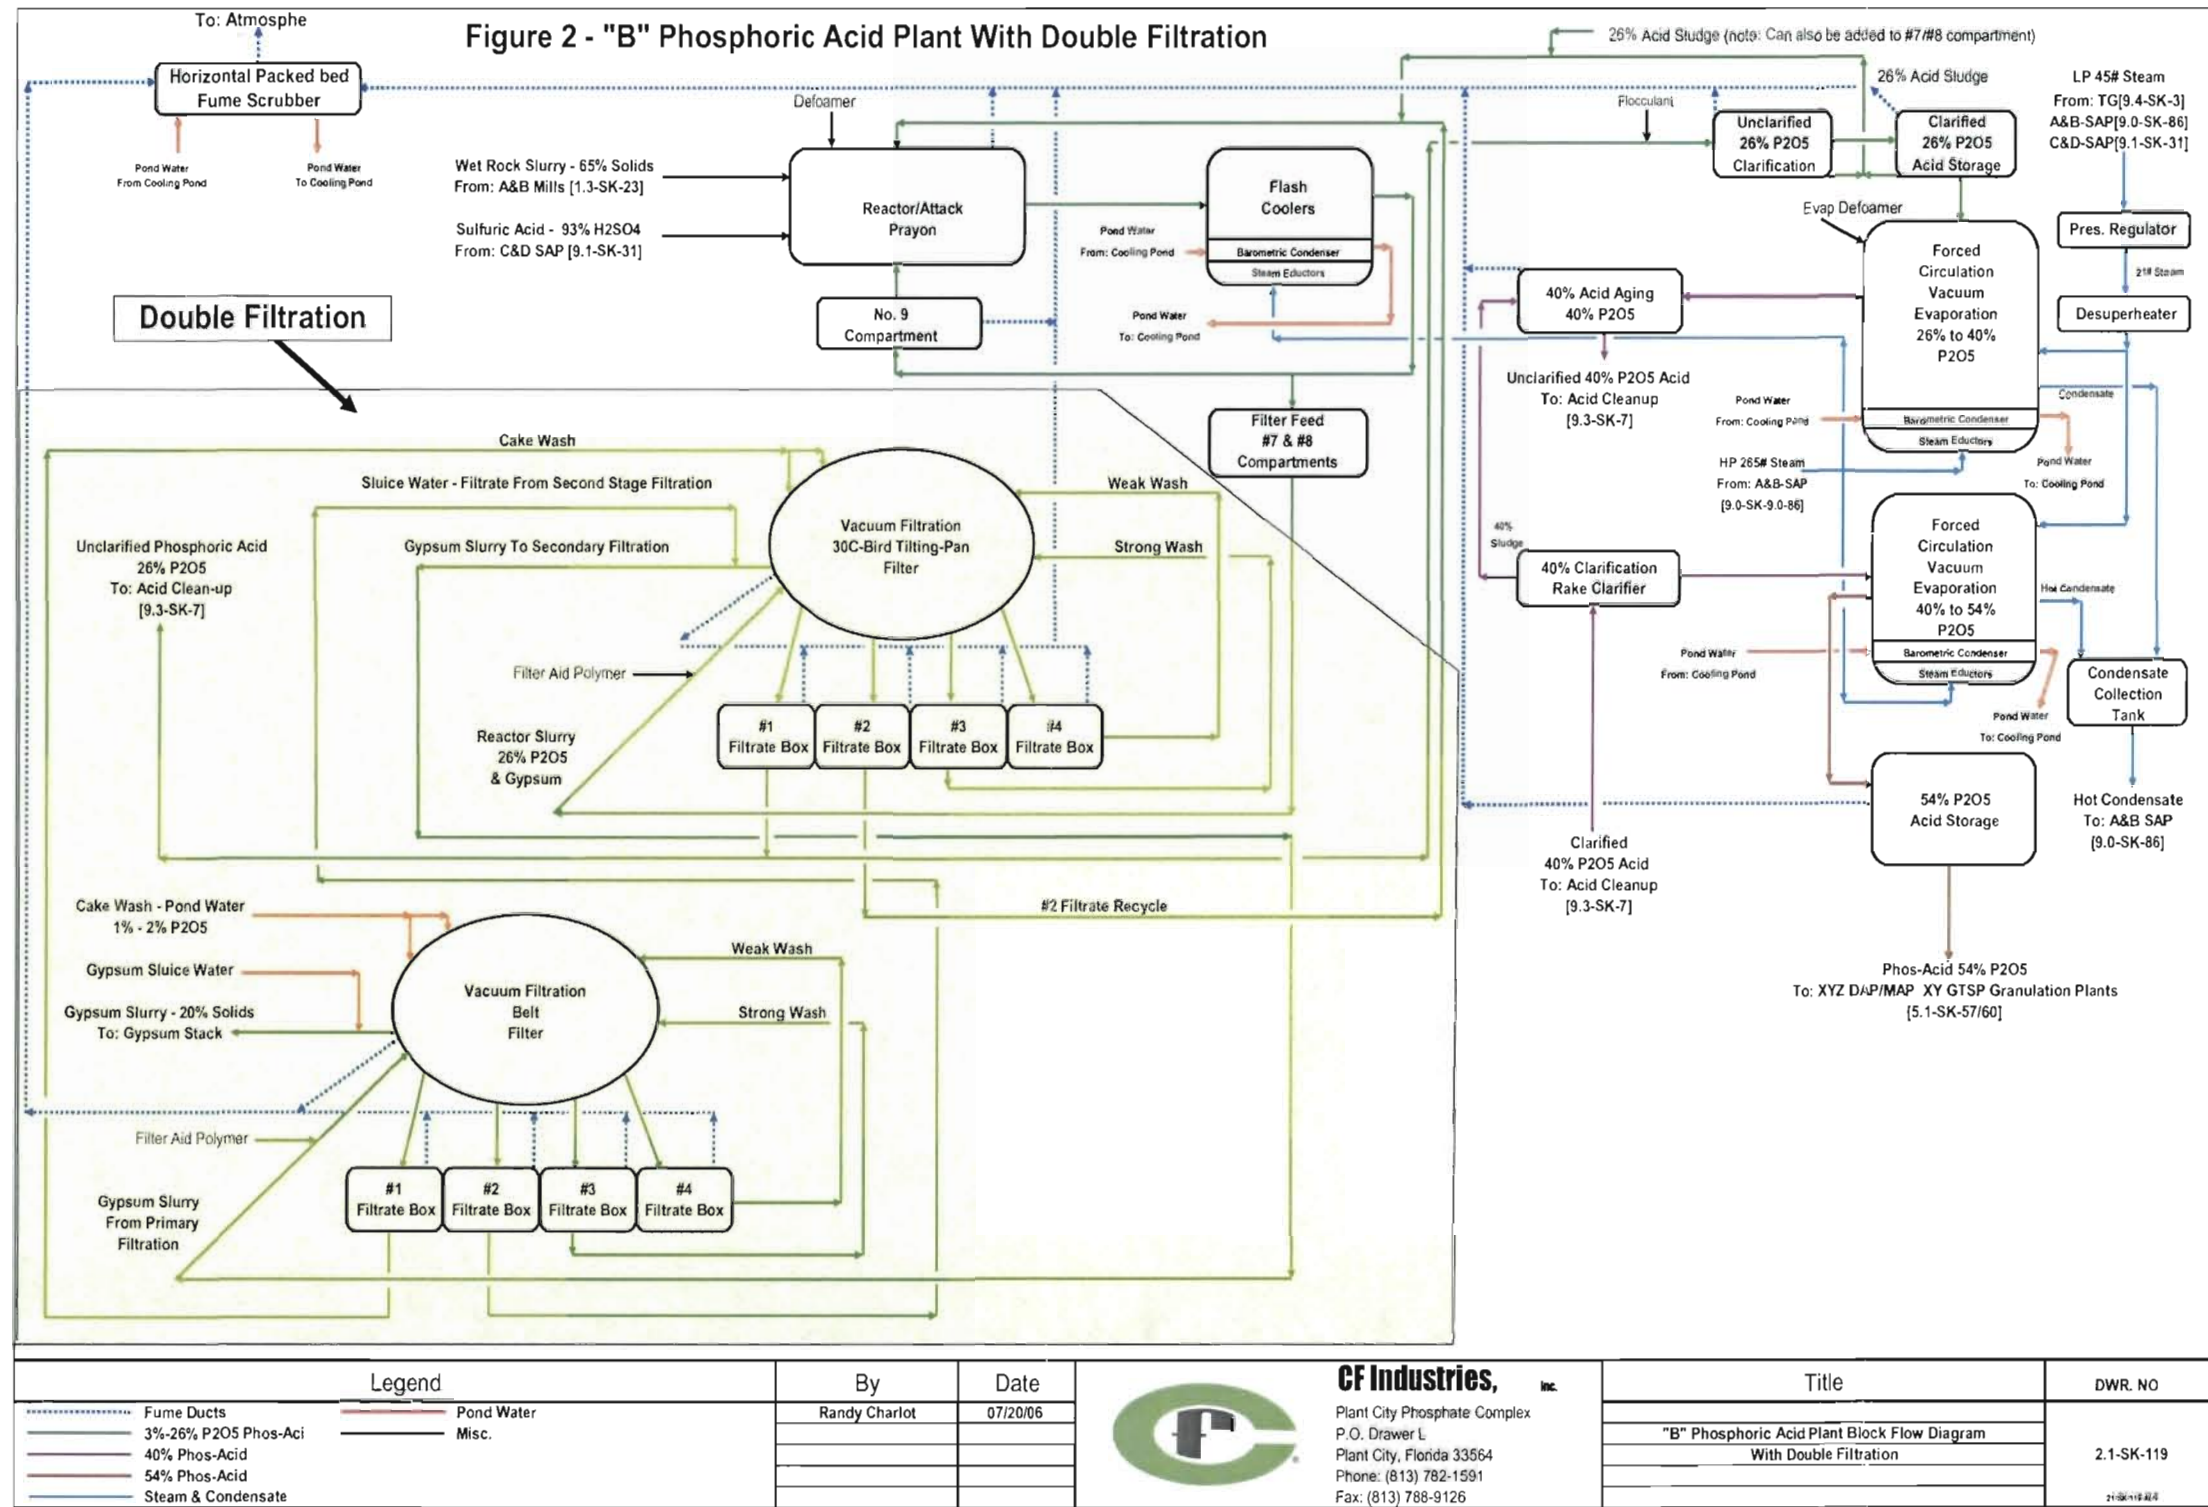 Figure 2 - "B" Phosphoric Acid Plant With Double Filtration
To: Atmosphe
Horizontal Packed bed
Fume Scrubber
Pond Water
From Cooling Pond
Pond Water
To Cooling Pond
Defoamer
Wet Rock Slurry - 65% Solids
From: A&B Mills [1.3-SK-23]
Sulfuric Acid - 93% H2SO4
From: C&D SAP [9.1-SK-31]
Reactor/Attack
Prayon
No. 9
Compartment
Flash
Coolers
Barometric Condenser
Steam Eductors
Pond Water
From: Cooling Pond
Pond Water
To: Cooling Pond
Filter Feed
#7 & #8
Compartments
26% Acid Sludge (note: Can also be added to #7/#8 compartment)
26% Acid Sludge
Flocculant
Unclarified
26% P2O5
Clarification
Clarified
26% P2O5
Acid Storage
LP 45# Steam
From: TG[9.4-SK-3]
A&B-SAP[9.0-SK-86]
C&D-SAP[9.1-SK-31]
Pres. Regulator
21# Steam
Desuperheater
Evap Defoamer
Forced
Circulation
Vacuum
Evaporation
26% to 40%
P2O5
Barometric Condenser
Steam Eductors
40% Acid Aging
40% P2O5
Unclarified 40% P2O5 Acid
To: Acid Cleanup
[9.3-SK-7]
Pond Water
From: Cooling Pond
HP 265# Steam
From: A&B-SAP
[9.0-SK-9.0-86]
Condensate
Pond Water
To: Cooling Pond
40%
Sludge
40% Clarification
Rake Clarifier
Forced
Circulation
Vacuum
Evaporation
40% to 54%
P2O5
Barometric Condenser
Steam Eductors
Hot Condensate
Pond Water
From: Cooling Pond
Pond Water
To: Cooling Pond
Condensate
Collection
Tank
Hot Condensate
To: A&B SAP
[9.0-SK-86]
54% P2O5
Acid Storage
Clarified
40% P2O5 Acid
To: Acid Cleanup
[9.3-SK-7]
Phos-Acid 54% P2O5
To: XYZ DAP/MAP XY GTSP Granulation Plants
[5.1-SK-57/60]
Double Filtration
Cake Wash
Sluice Water - Filtrate From Second Stage Filtration
Unclarified Phosphoric Acid
26% P2O5
To: Acid Clean-up
[9.3-SK-7]
Gypsum Slurry To Secondary Filtration
Vacuum Filtration
30C-Bird Tilting-Pan
Filter
Weak Wash
Strong Wash
Filter Aid Polymer
Reactor Slurry
26% P2O5
& Gypsum
#1
Filtrate Box
#2
Filtrate Box
#3
Filtrate Box
#4
Filtrate Box
#2 Filtrate Recycle
Cake Wash - Pond Water
1% - 2% P2O5
Gypsum Sluice Water
Gypsum Slurry - 20% Solids
To: Gypsum Stack
Vacuum Filtration
Belt
Filter
Weak Wash
Strong Wash
Filter Aid Polymer
Gypsum Slurry
From Primary
Filtration
#1
Filtrate Box
#2
Filtrate Box
#3
Filtrate Box
#4
Filtrate Box
Legend
Fume Ducts
3%-26% P2O5 Phos-Aci
40% Phos-Acid
54% Phos-Acid
Steam & Condensate
Pond Water
Misc.
By
Randy Charlot
Date
07/20/06
CF Industries, Inc.
Plant City Phosphate Complex
P.O. Drawer L
Plant City, Florida 33564
Phone: (813) 782-1591
Fax: (813) 788-9126
Title
"B" Phosphoric Acid Plant Block Flow Diagram
With Double Filtration
DWR. NO
2.1-SK-119